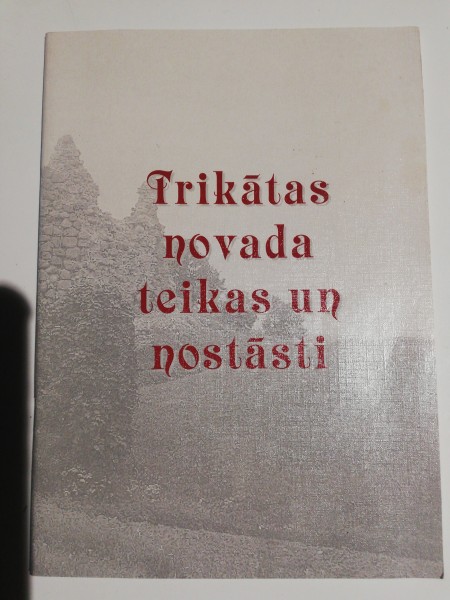 Trikātas
novada
teikas un
nostāsti